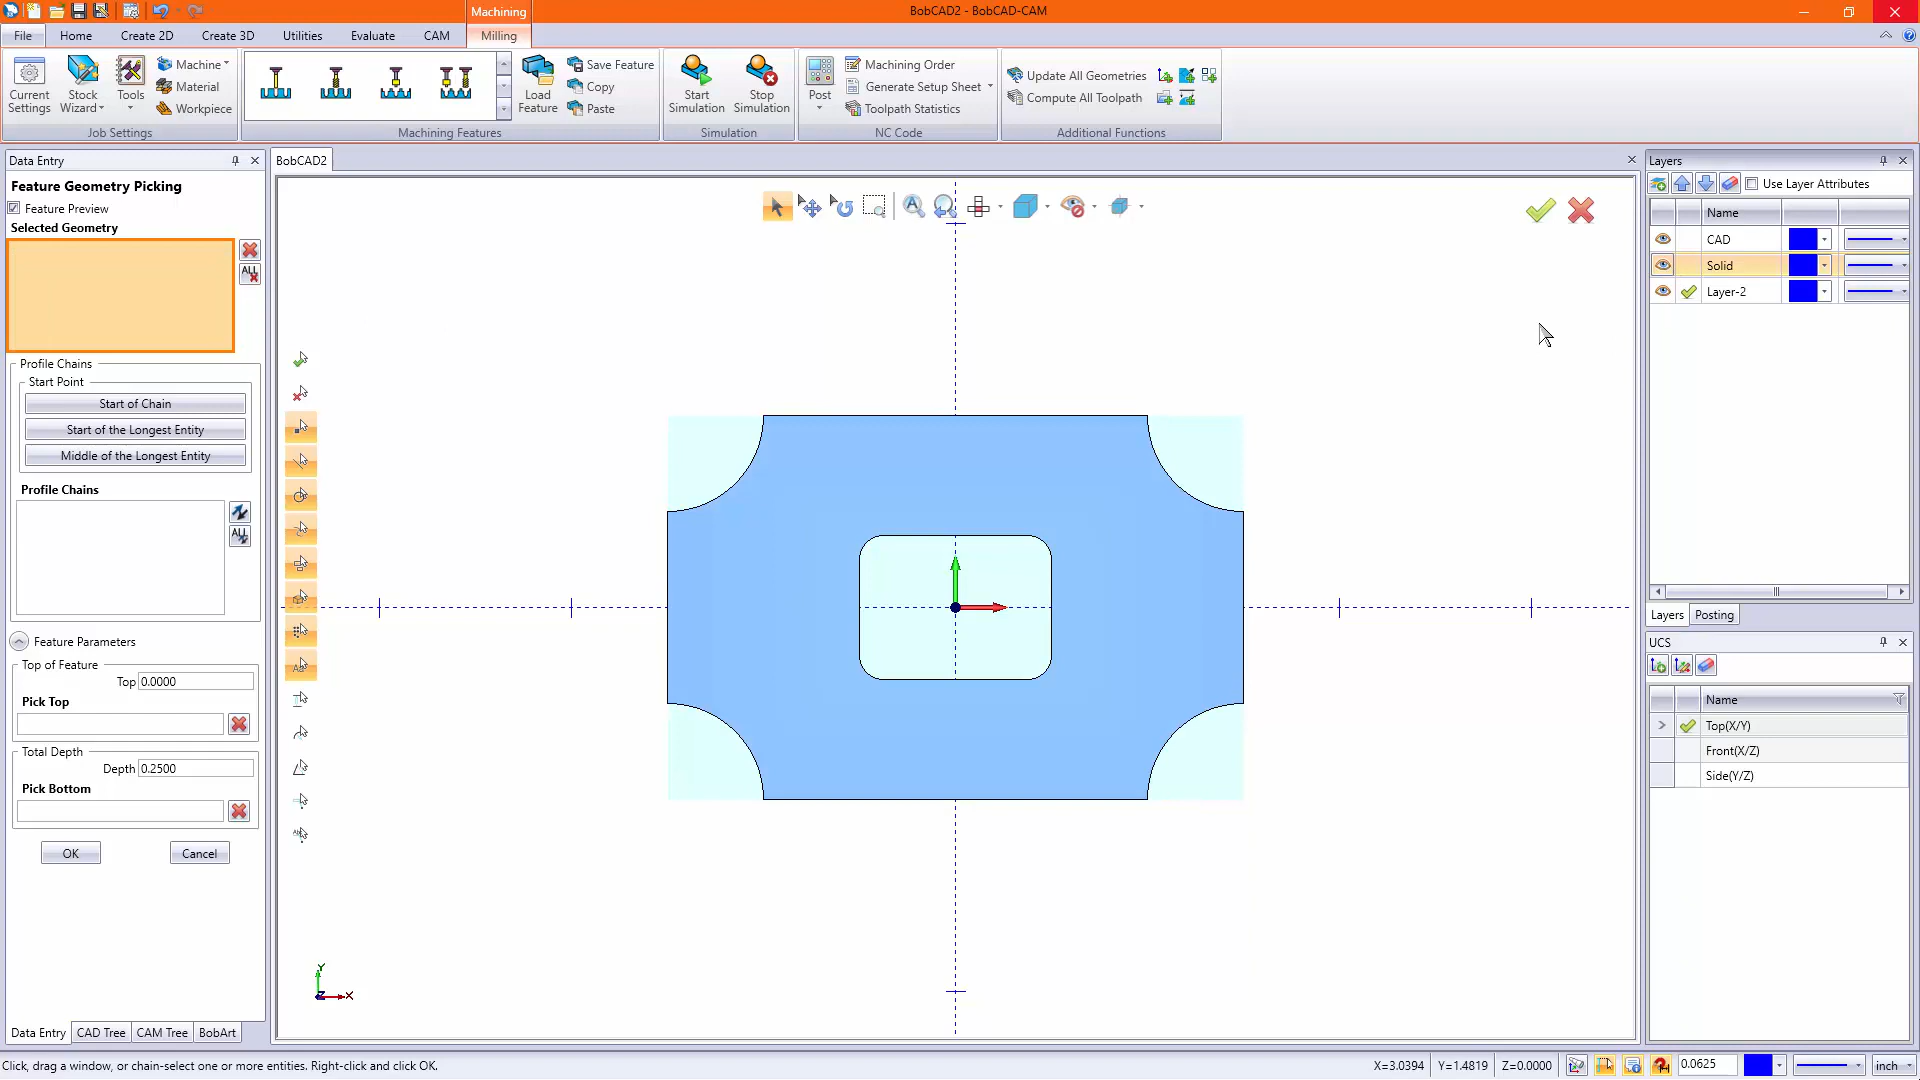 Machining
BobCAD2 - BobCAD-CAM
File
Home
Create 2D
Create 3D
Utilities
Evaluate
CAM
Milling
Current
Settings
Stock
Wizard
Tools
Machine
Material
Workpiece
Job Settings
Load
Feature
Save Feature
Copy
Paste
Machining Features
Start
Simulation
Stop
Simulation
Simulation
Post
Machining Order
Generate Setup Sheet
Toolpath Statistics
NC Code
Update All Geometries
Compute All Toolpath
Additional Functions
Data Entry
Feature Geometry Picking
Feature Preview
Selected Geometry
ALL
Profile Chains
Start Point
Start of Chain
Start of the Longest Entity
Middle of the Longest Entity
Profile Chains
ALL
Feature Parameters
Top of Feature
Top 0.0000
Pick Top
Total Depth
Depth 0.2500
Pick Bottom
OK
Cancel
Data Entry
CAD Tree
CAM Tree
BobArt
BobCAD2
Y
Z
X
Layers
Use Layer Attributes
Name
CAD
Solid
Layer-2
Layers
Posting
UCS
Name
Top(X/Y)
Front(X/Z)
Side(Y/Z)
Click, drag a window, or chain-select one or more entities. Right-click and click OK.
X=3.0394
Y=1.4819
Z=0.0000
0.0625
inch